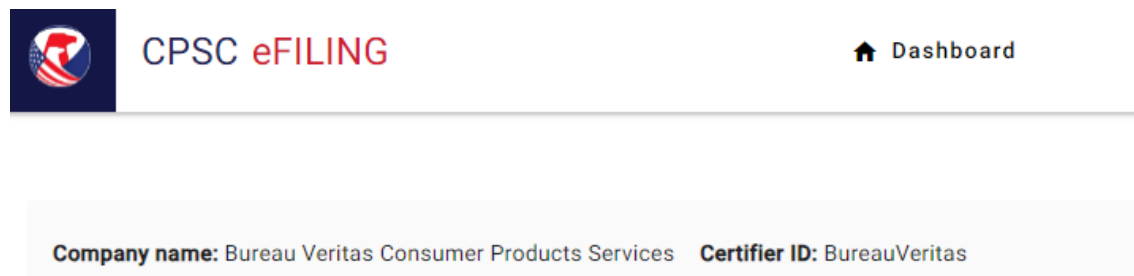 CPSC eFILING Dashboard
Company name: Bureau Veritas Consumer Products Services Certifier ID: BureauVeritas